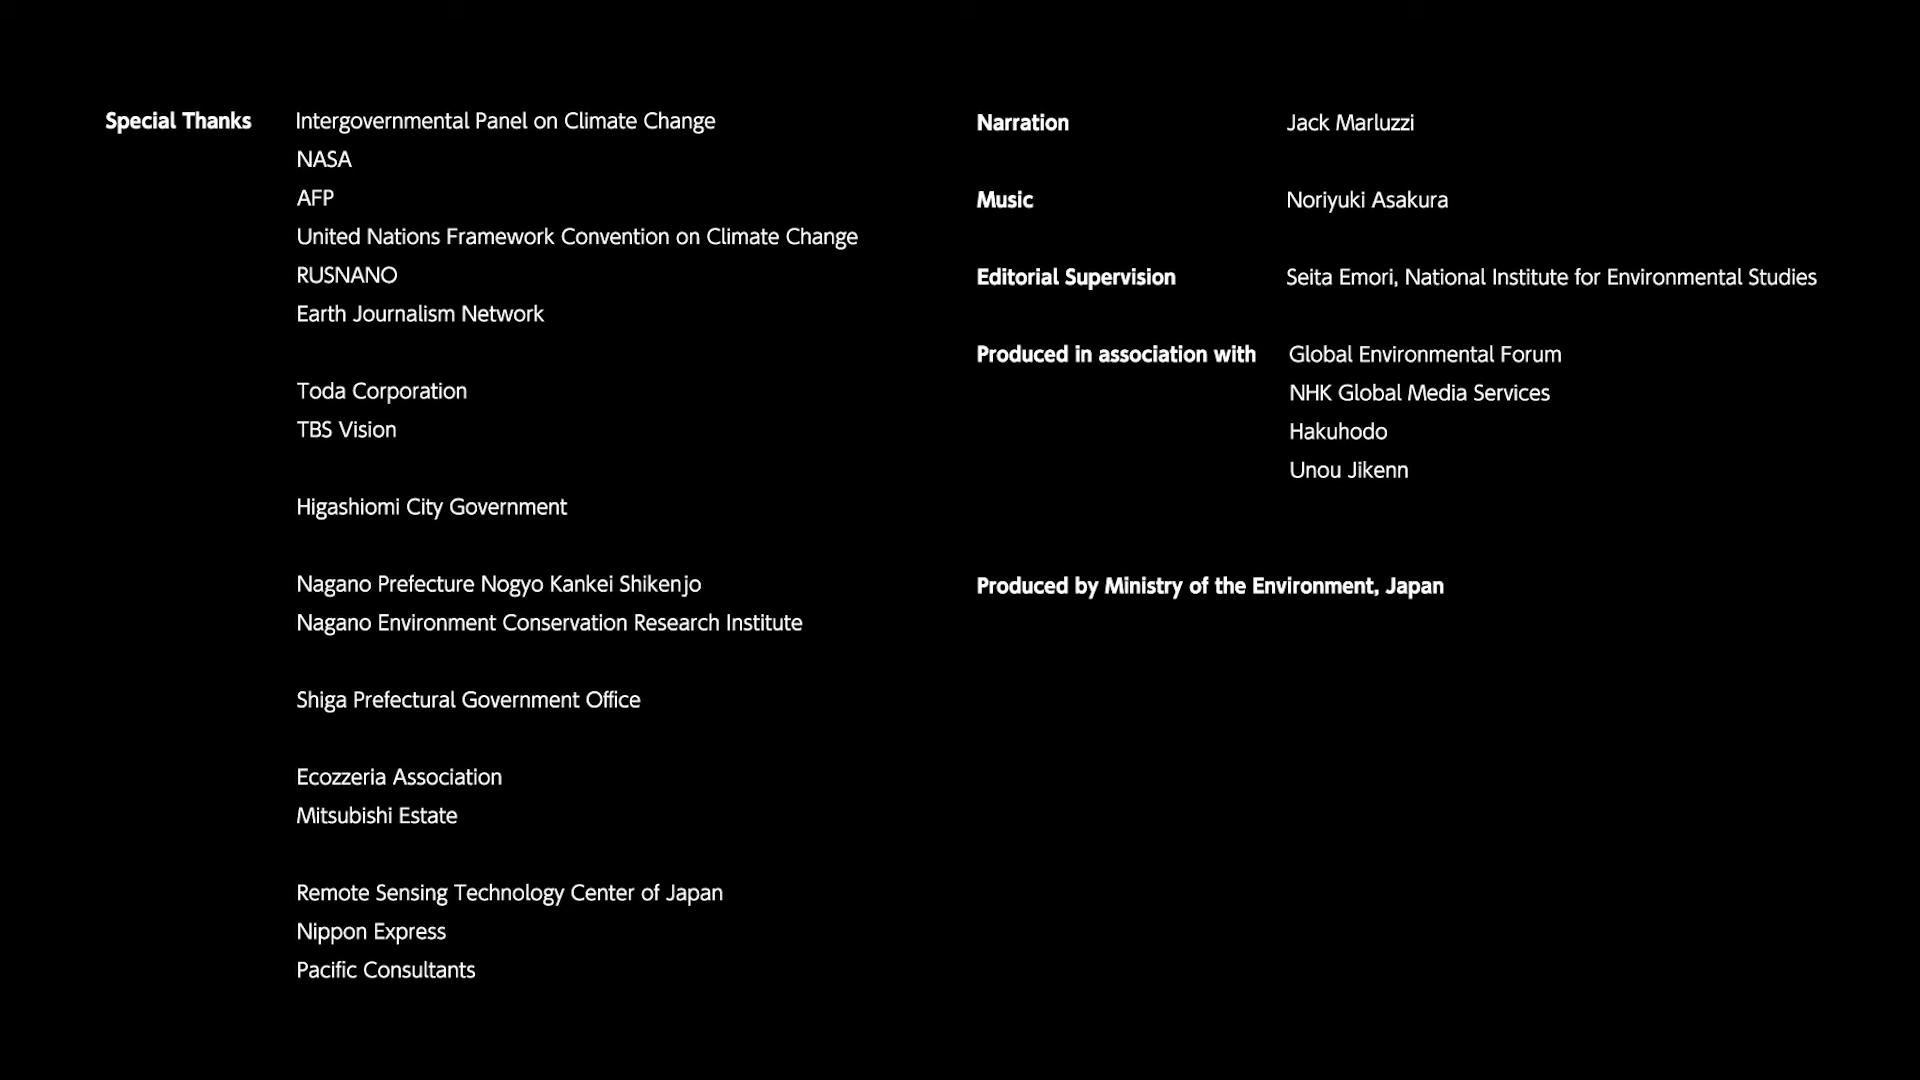 Special Thanks Intergovernmental Panel on Climate Change
NASA
AFP
United Nations Framework Convention on Climate Change
RUSNANO
Earth Journalism Network
Toda Corporation
TBS Vision
Higashiomi City Government
Nagano Prefecture Nogyo Kankei Shikenjo
Nagano Environment Conservation Research Institute
Shiga Prefectural Government Office
Ecozzeria Association
Mitsubishi Estate
Remote Sensing Technology Center of Japan
Nippon Express
Pacific Consultants
Narration Jack Marluzzi
Music Noriyuki Asakura
Editorial Supervision Seita Emori, National Institute for Environmental Studies
Produced in association with Global Environmental Forum
NHK Global Media Services
Hakuhodo
Unou Jikenn
Produced by Ministry of the Environment, Japan